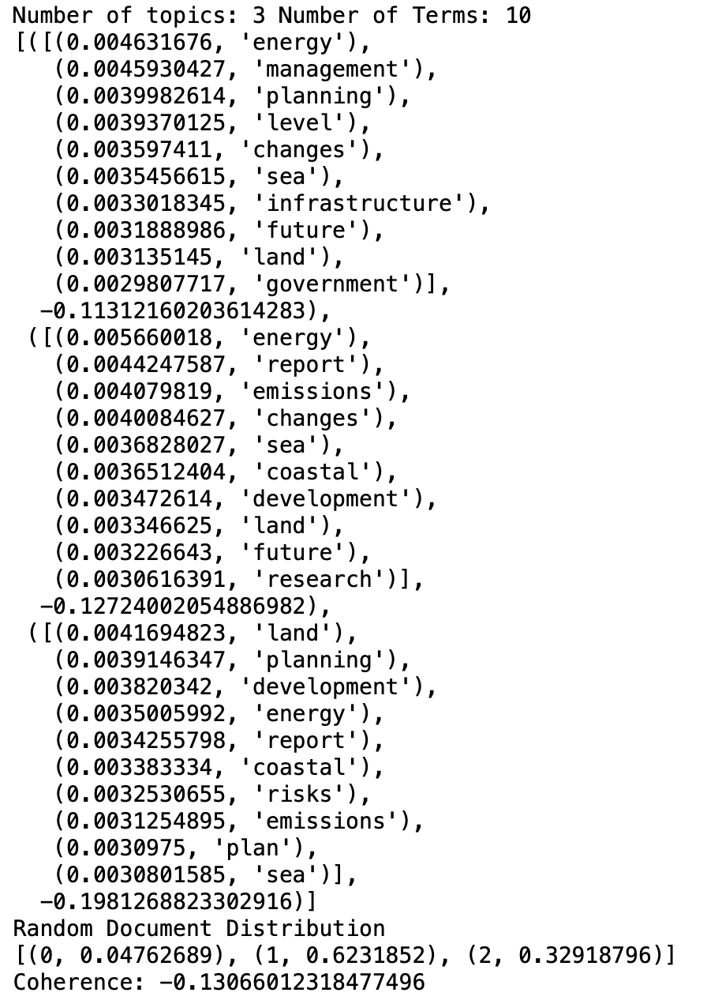 Number of topics: 3 Number of Terms: 10
[([(0.004631676, 'energy'),
   (0.0045930427, 'management'),
   (0.0039982614, 'planning'),
   (0.0039370125, 'level'),
   (0.003597411, 'changes'),
   (0.0035456615, 'sea'),
   (0.0033018345, 'infrastructure'),
   (0.0031888986, 'future'),
   (0.003135145, 'land'),
   (0.0029807717, 'government')],
  -0.11312160203614283),
 ([(0.005660018, 'energy'),
   (0.0044247587, 'report'),
   (0.004079819, 'emissions'),
   (0.0040084627, 'changes'),
   (0.0036828027, 'sea'),
   (0.0036512404, 'coastal'),
   (0.003472614, 'development'),
   (0.003346625, 'land'),
   (0.003226643, 'future'),
   (0.0030616391, 'research')],
  -0.12724002054886982),
 ([(0.0041694823, 'land'),
   (0.0039146347, 'planning'),
   (0.003820342, 'development'),
   (0.0035005992, 'energy'),
   (0.0034255798, 'report'),
   (0.003383334, 'coastal'),
   (0.0032530655, 'risks'),
   (0.0031254895, 'emissions'),
   (0.0030975, 'plan'),
   (0.0030801585, 'sea')],
  -0.1981268823302916)]
Random Document Distribution
[(0, 0.04762689), (1, 0.6231852), (2, 0.32918796)]
Coherence: -0.13066012318477496